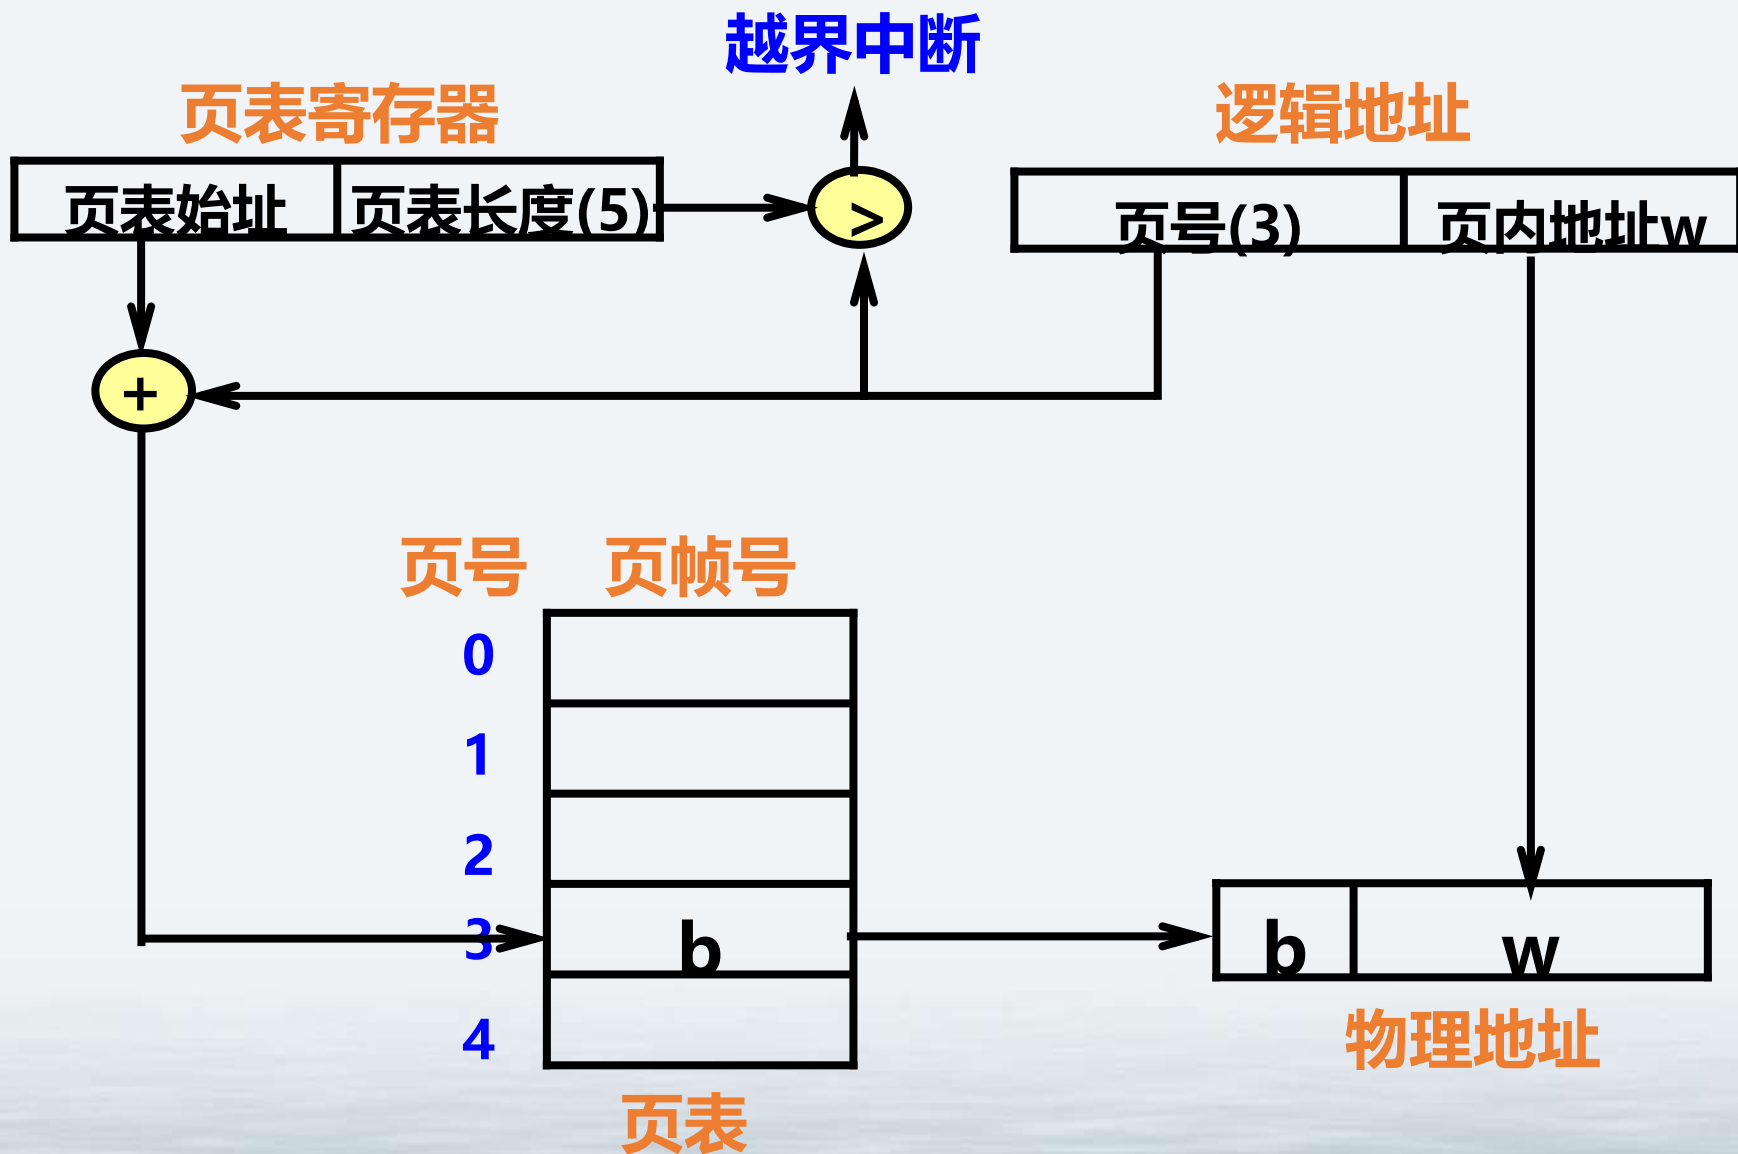 越界中断
页表寄存器
逻辑地址
页表始址 页表长度(5)
>
页号(3) 页内地址w
+
页号 页帧号
0
1
2
3 b
b w
4
物理地址
页表